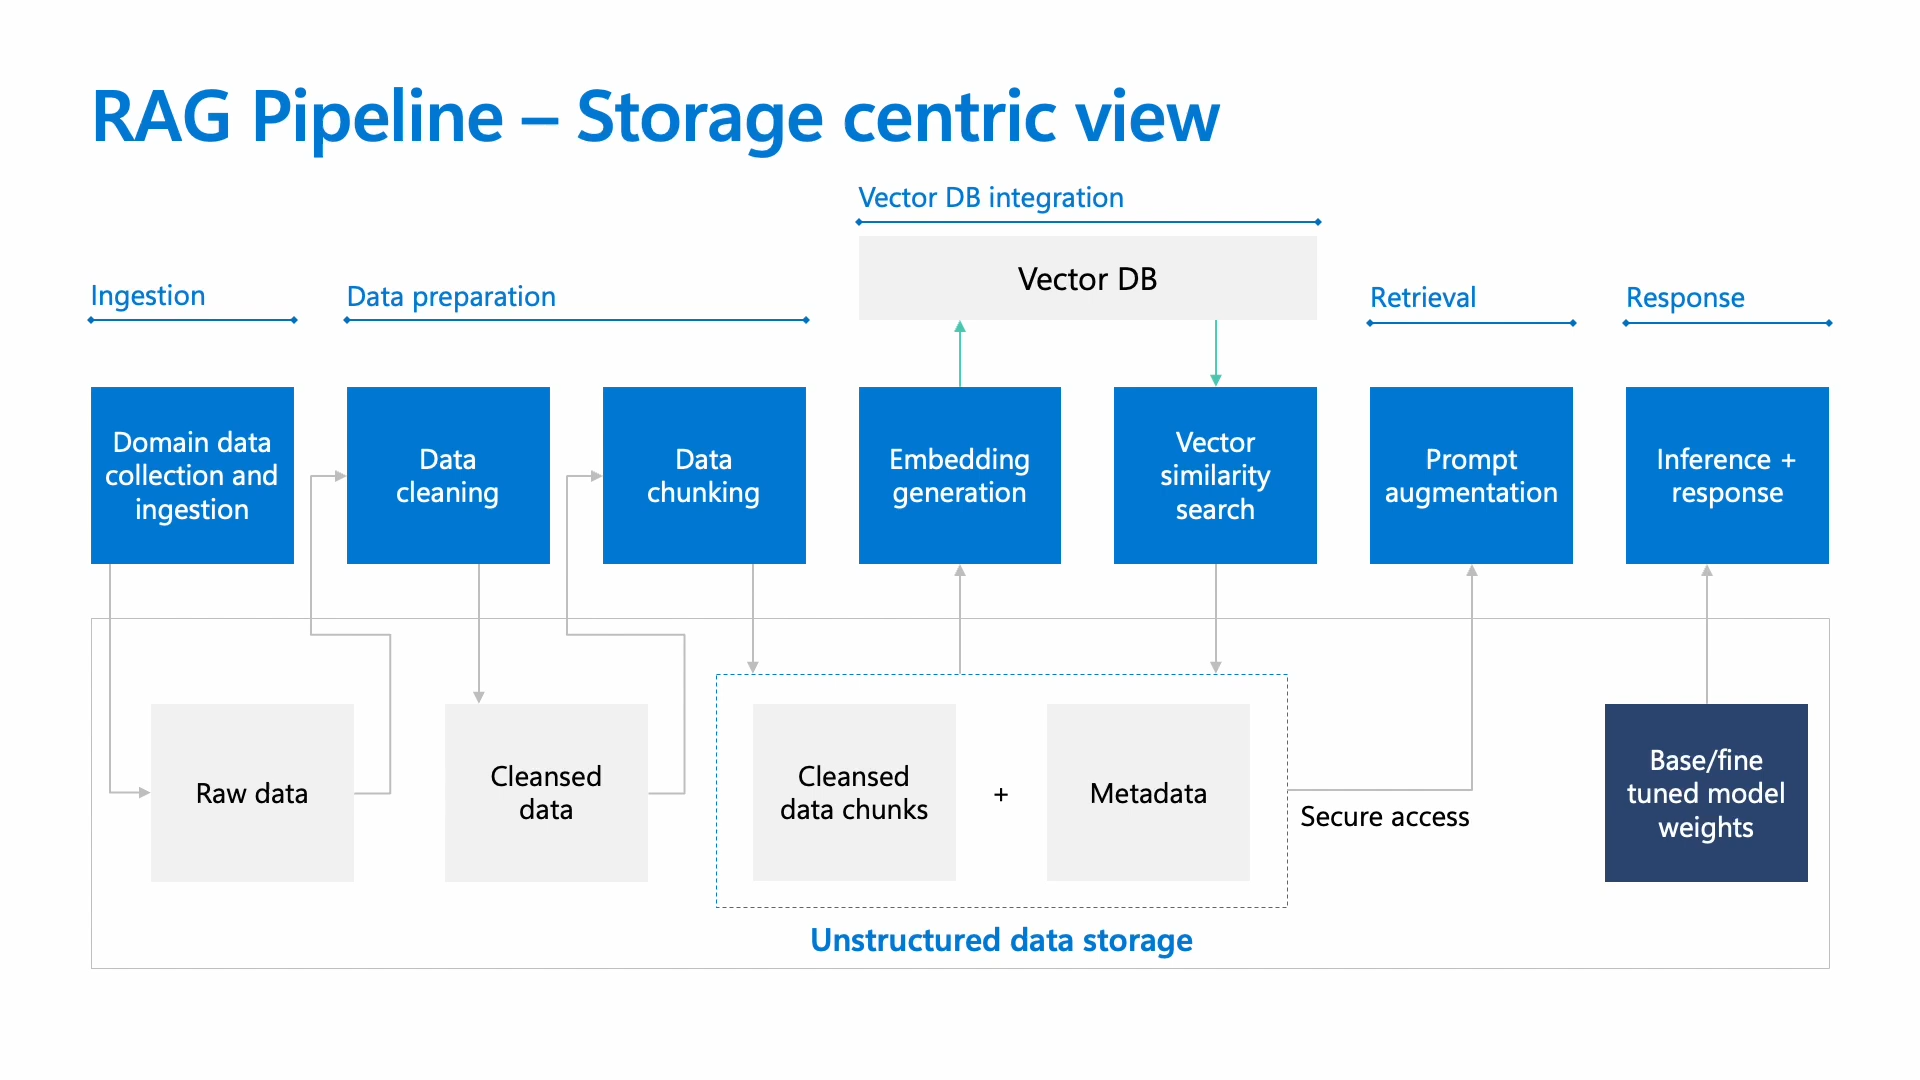 RAG Pipeline – Storage centric view
Vector DB integration
Vector DB
Ingestion
Data preparation
Retrieval
Response
Domain data
collection and
ingestion
Data
cleaning
Data
chunking
Embedding
generation
Vector
similarity
search
Prompt
augmentation
Inference +
response
Raw data
Cleansed
data
Cleansed
data chunks
+
Metadata
Secure access
Base/fine
tuned model
weights
Unstructured data storage